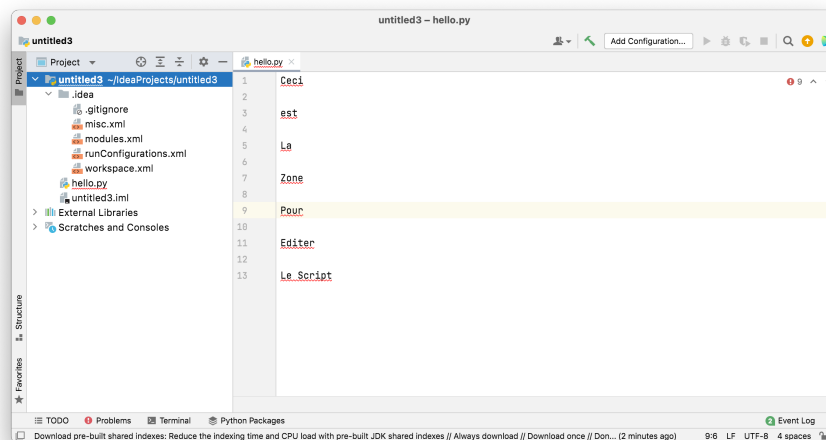 untitled3 – hello.py
untitled3
Add Configuration...
Project
Project
hello.py
9
untitled3 ~/IdeaProjects/untitled3
.idea
.gitignore
misc.xml
modules.xml
runConfigurations.xml
workspace.xml
hello.py
untitled3.iml
External Libraries
Scratches and Consoles
1 Ceci
2
3 est
4
5 La
6
7 Zone
8
9 Pour
10
11 Editer
12
13 Le Script
Structure
Favorites
TODO Problems Terminal Python Packages 2 Event Log
Download pre-built shared indexes: Reduce the indexing time and CPU load with pre-built JDK shared indexes // Always download // Download once // Don... (2 minutes ago) 9:6 LF UTF-8 4 spaces